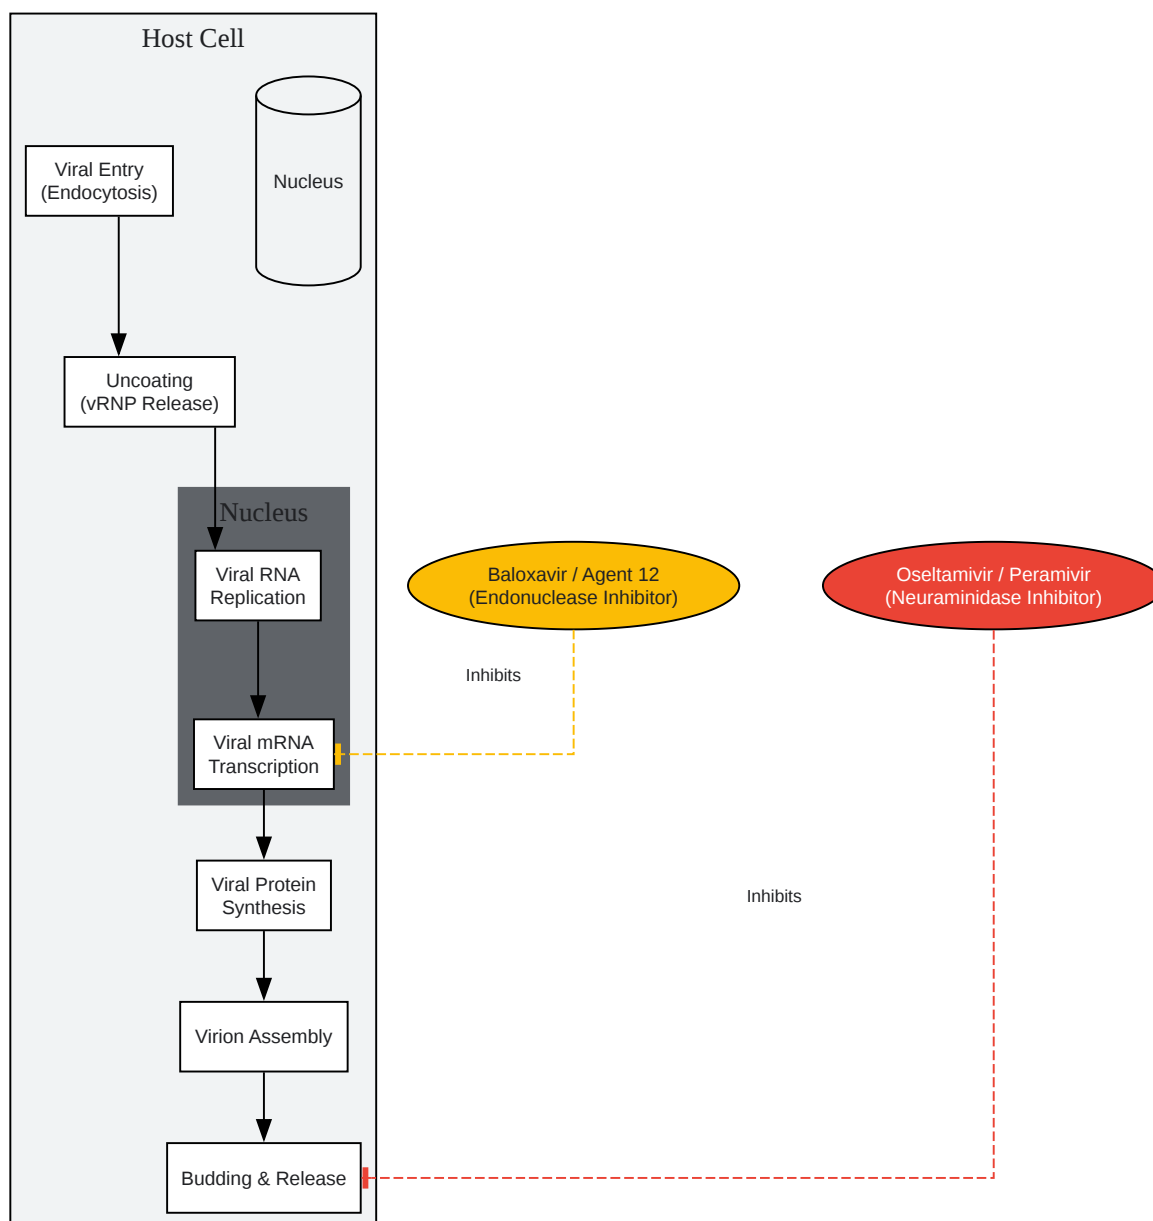 Host Cell
Nucleus
Viral Entry
(Endocytosis)
Uncoating
(vRNP Release)
Nucleus
Viral RNA
Replication
Baloxavir / Agent 12
(Endonuclease Inhibitor)
Oseltamivir / Peramivir
(Neuraminidase Inhibitor)
Inhibits
Viral mRNA
Transcription
Viral Protein
Synthesis
Inhibits
Virion Assembly
Budding & Release